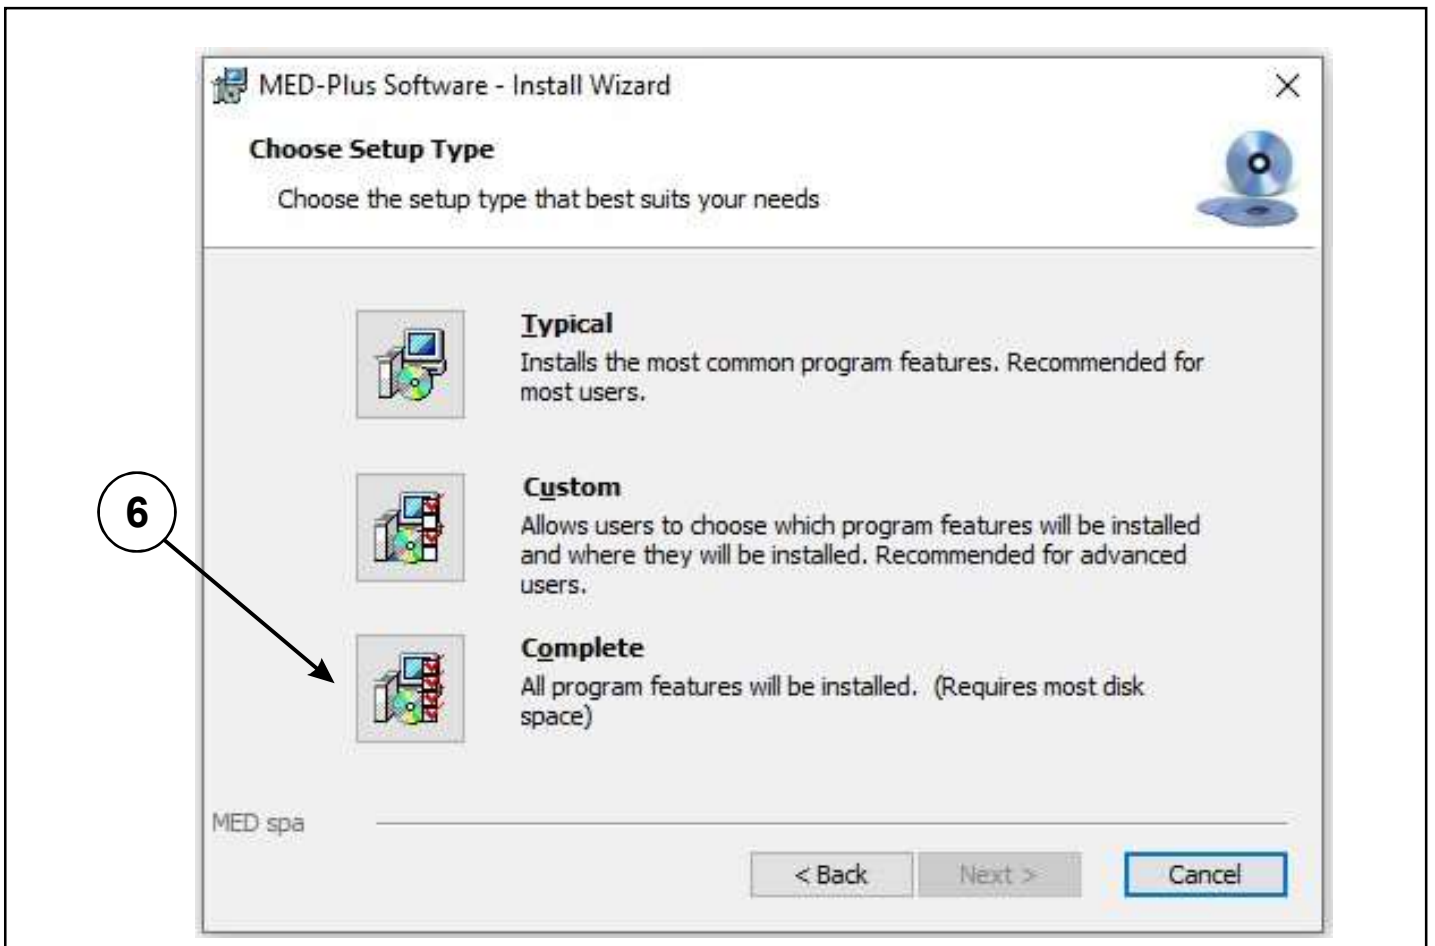 MED-Plus Software - Install Wizard
Choose Setup Type
Choose the setup type that best suits your needs
Typical
Installs the most common program features. Recommended for
most users.
6
Custom
Allows users to choose which program features will be installed
and where they will be installed. Recommended for advanced
users.
Complete
All program features will be installed.  (Requires most disk
space)
MED spa
< Back
Next >
Cancel